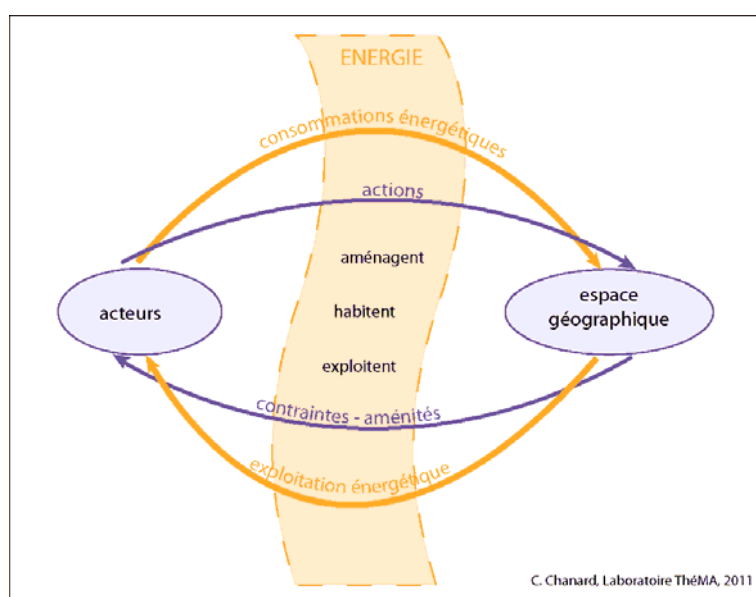 ENERGIE
consommations énergétiques
actions
aménagent
acteurs
habitent
espace
géographique
exploitent
contraintes - aménités
exploitation énergétique
C. Chanard, Laboratoire ThéMA, 2011